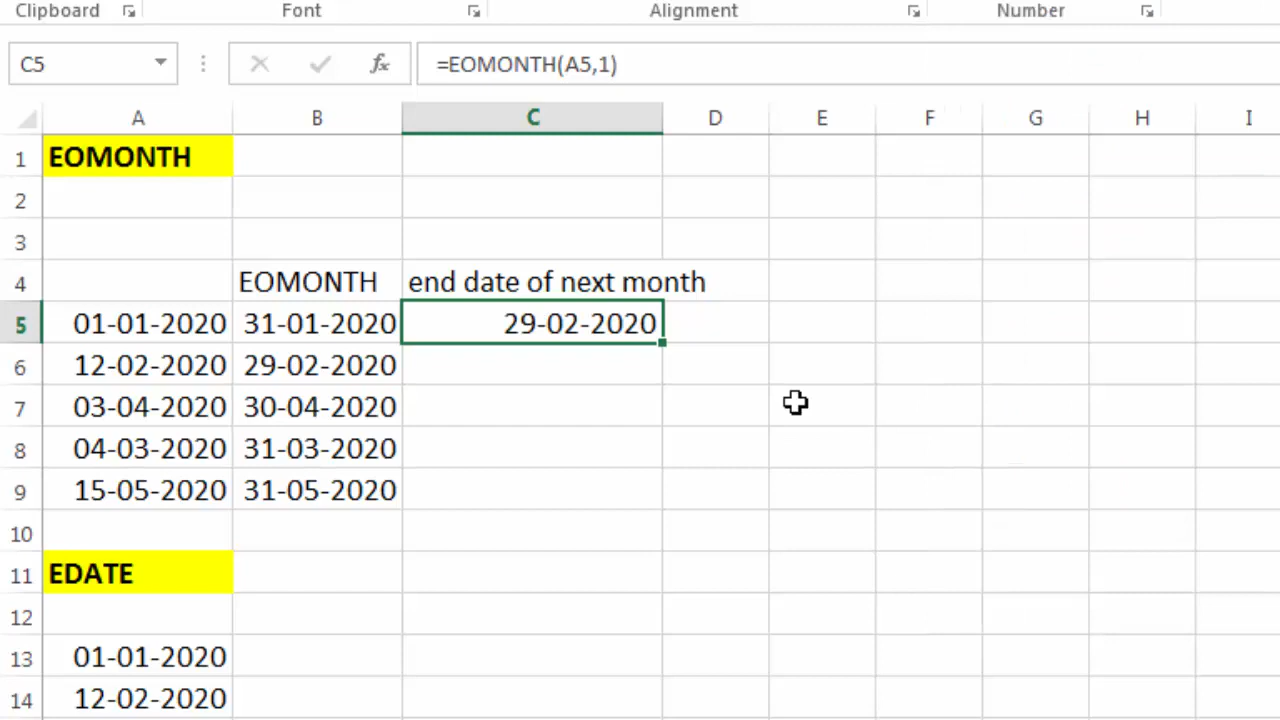 Clipboard Font Alignment Number
C5 fx =EOMONTH(A5,1)
A B C D E F G H I
1 EOMONTH
2
3
4 EOMONTH end date of next month
5 01-01-2020 31-01-2020 29-02-2020
6 12-02-2020 29-02-2020
7 03-04-2020 30-04-2020
8 04-03-2020 31-03-2020
9 15-05-2020 31-05-2020
10
11 EDATE
12
13 01-01-2020
14 12-02-2020